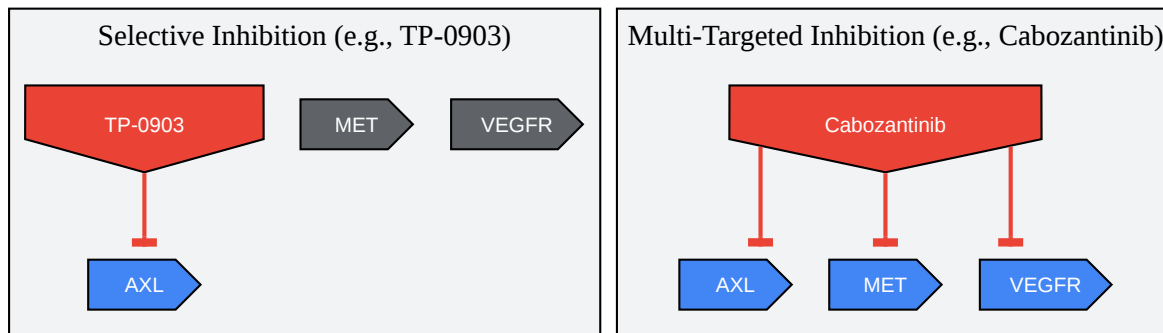 Selective Inhibition (e.g., TP-0903)
TP-0903
MET
VEGFR
AXL
Multi-Targeted Inhibition (e.g., Cabozantinib)
Cabozantinib
AXL
MET
VEGFR